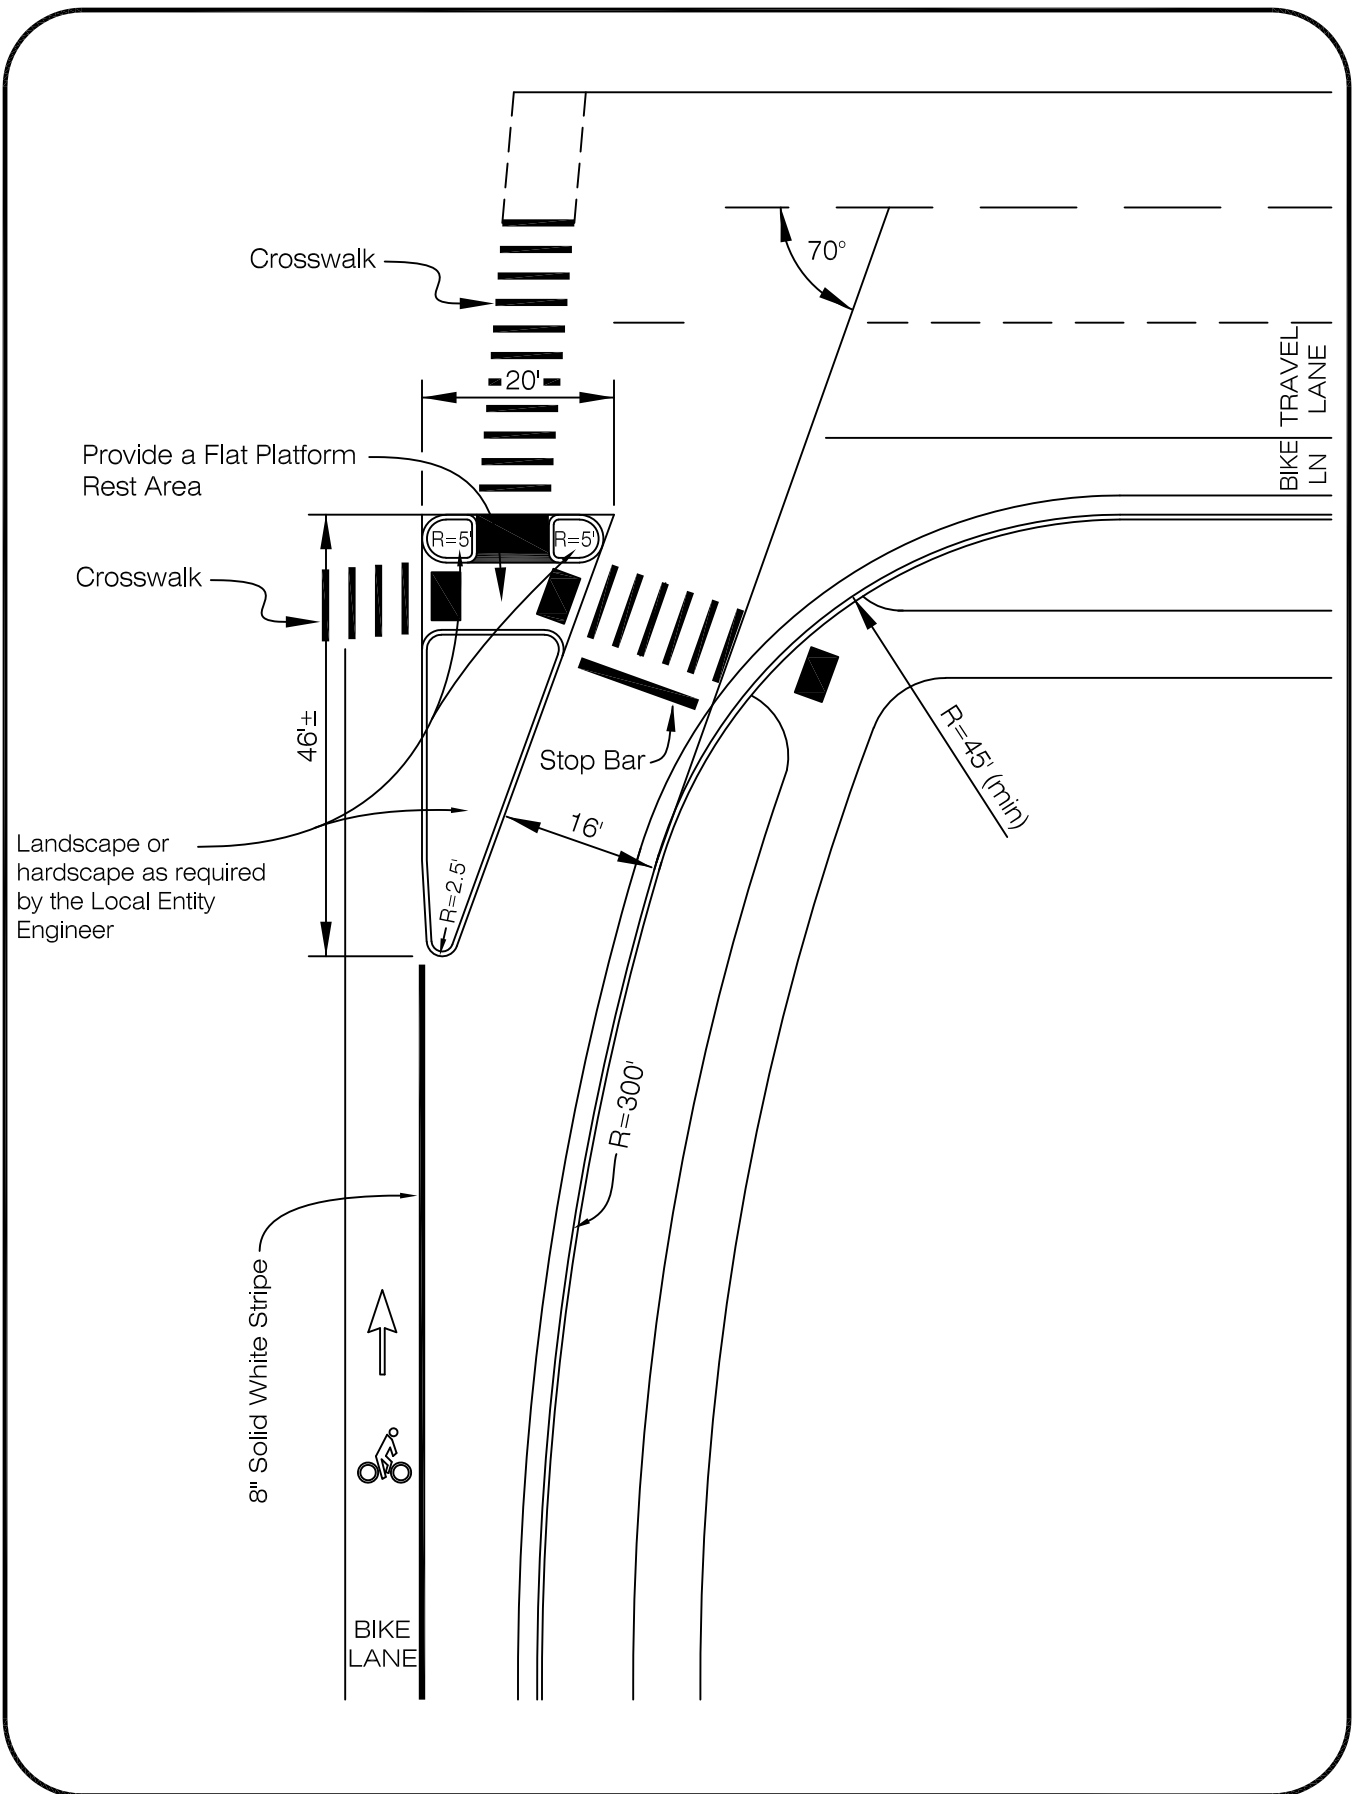 Crosswalk
70°
BIKE TRAVEL
LN LANE
20'
Provide a Flat Platform
Rest Area
R=5'
R=5'
Crosswalk
46'±
Stop Bar
R=45' (min)
16'
Landscape or
hardscape as required
by the Local Entity
Engineer
R=2.5'
R=300'
8" Solid White Stripe
BIKE
LANE